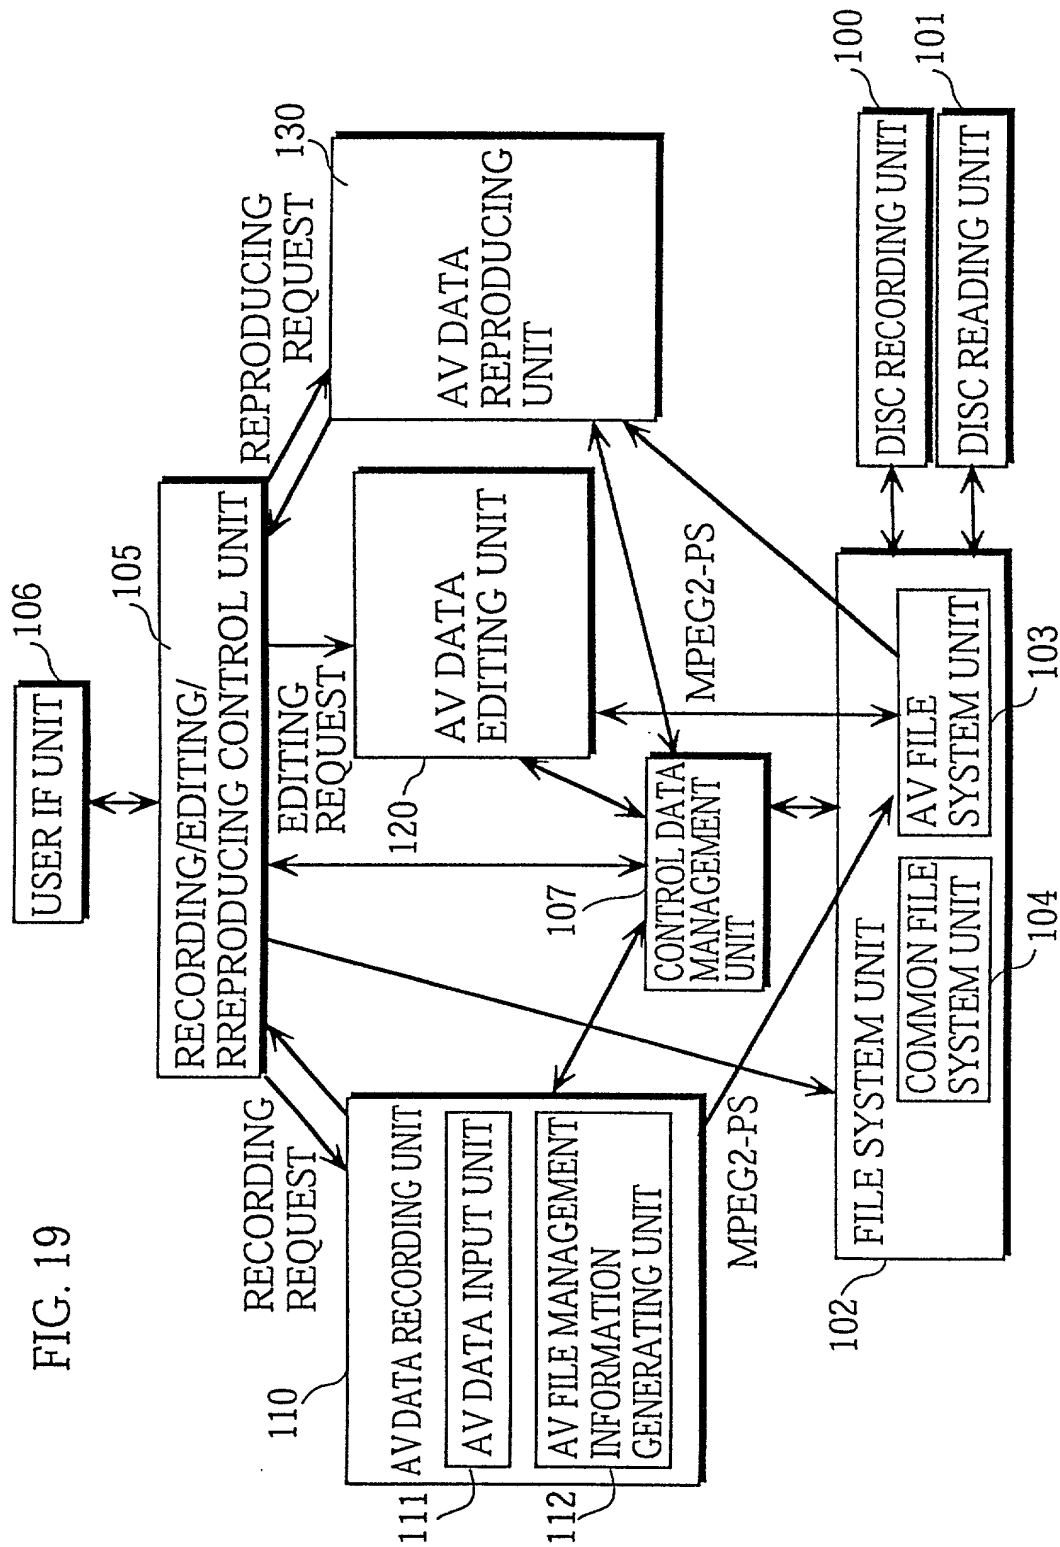 FIG. 19
USER IF UNIT
106
RECORDING/EDITING/
RREPRODUCING CONTROL UNIT
105
RECORDING
REQUEST
EDITING
REQUEST
REPRODUCING
REQUEST
110
AV DATA RECORDING UNIT
AV DATA INPUT UNIT
111
AV FILE MANAGEMENT
INFORMATION
GENERATING UNIT
112
120
AV DATA
EDITING UNIT
130
AV DATA
REPRODUCING
UNIT
107
CONTROL DATA
MANAGEMENT
UNIT
MPEG2-PS
MPEG2-PS
102
FILE SYSTEM UNIT
COMMON FILE
SYSTEM UNIT
104
AV FILE
SYSTEM UNIT
103
DISC RECORDING UNIT
100
DISC READING UNIT
101